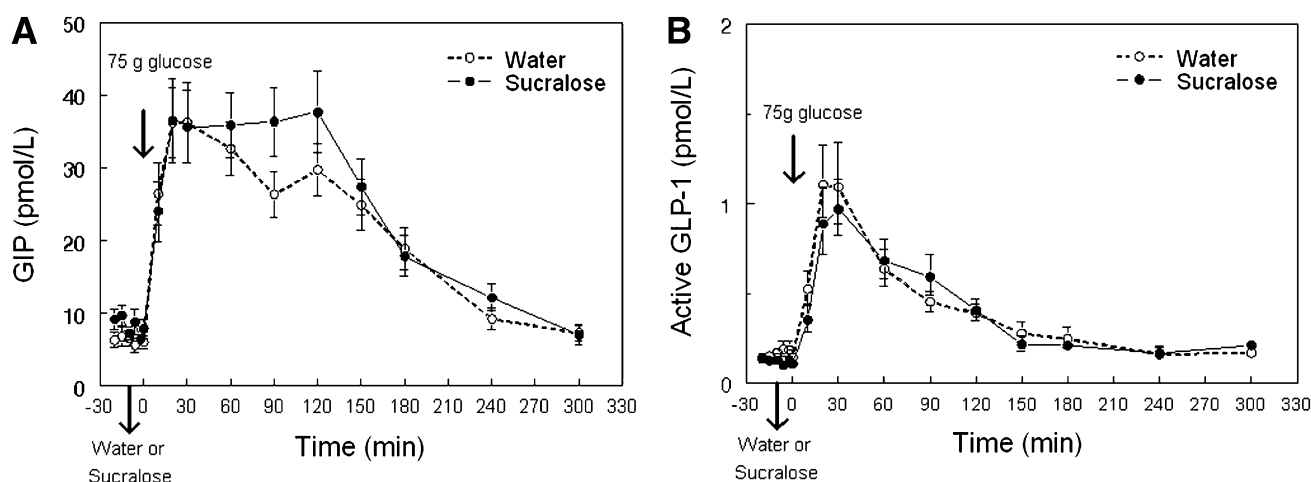 A
50
40
30
20
10
0
GIP (pmol/L)
75 g glucose
Water
Sucralose
-30 0 30 60 90 120 150 180 210 240 270 300 330
Water or
Sucralose
Time (min)
B
2
1
0
Active GLP-1 (pmol/L)
75g glucose
Water
Sucralose
-30 0 30 60 90 120 150 180 210 240 270 300 330
Water or
Sucralose
Time (min)